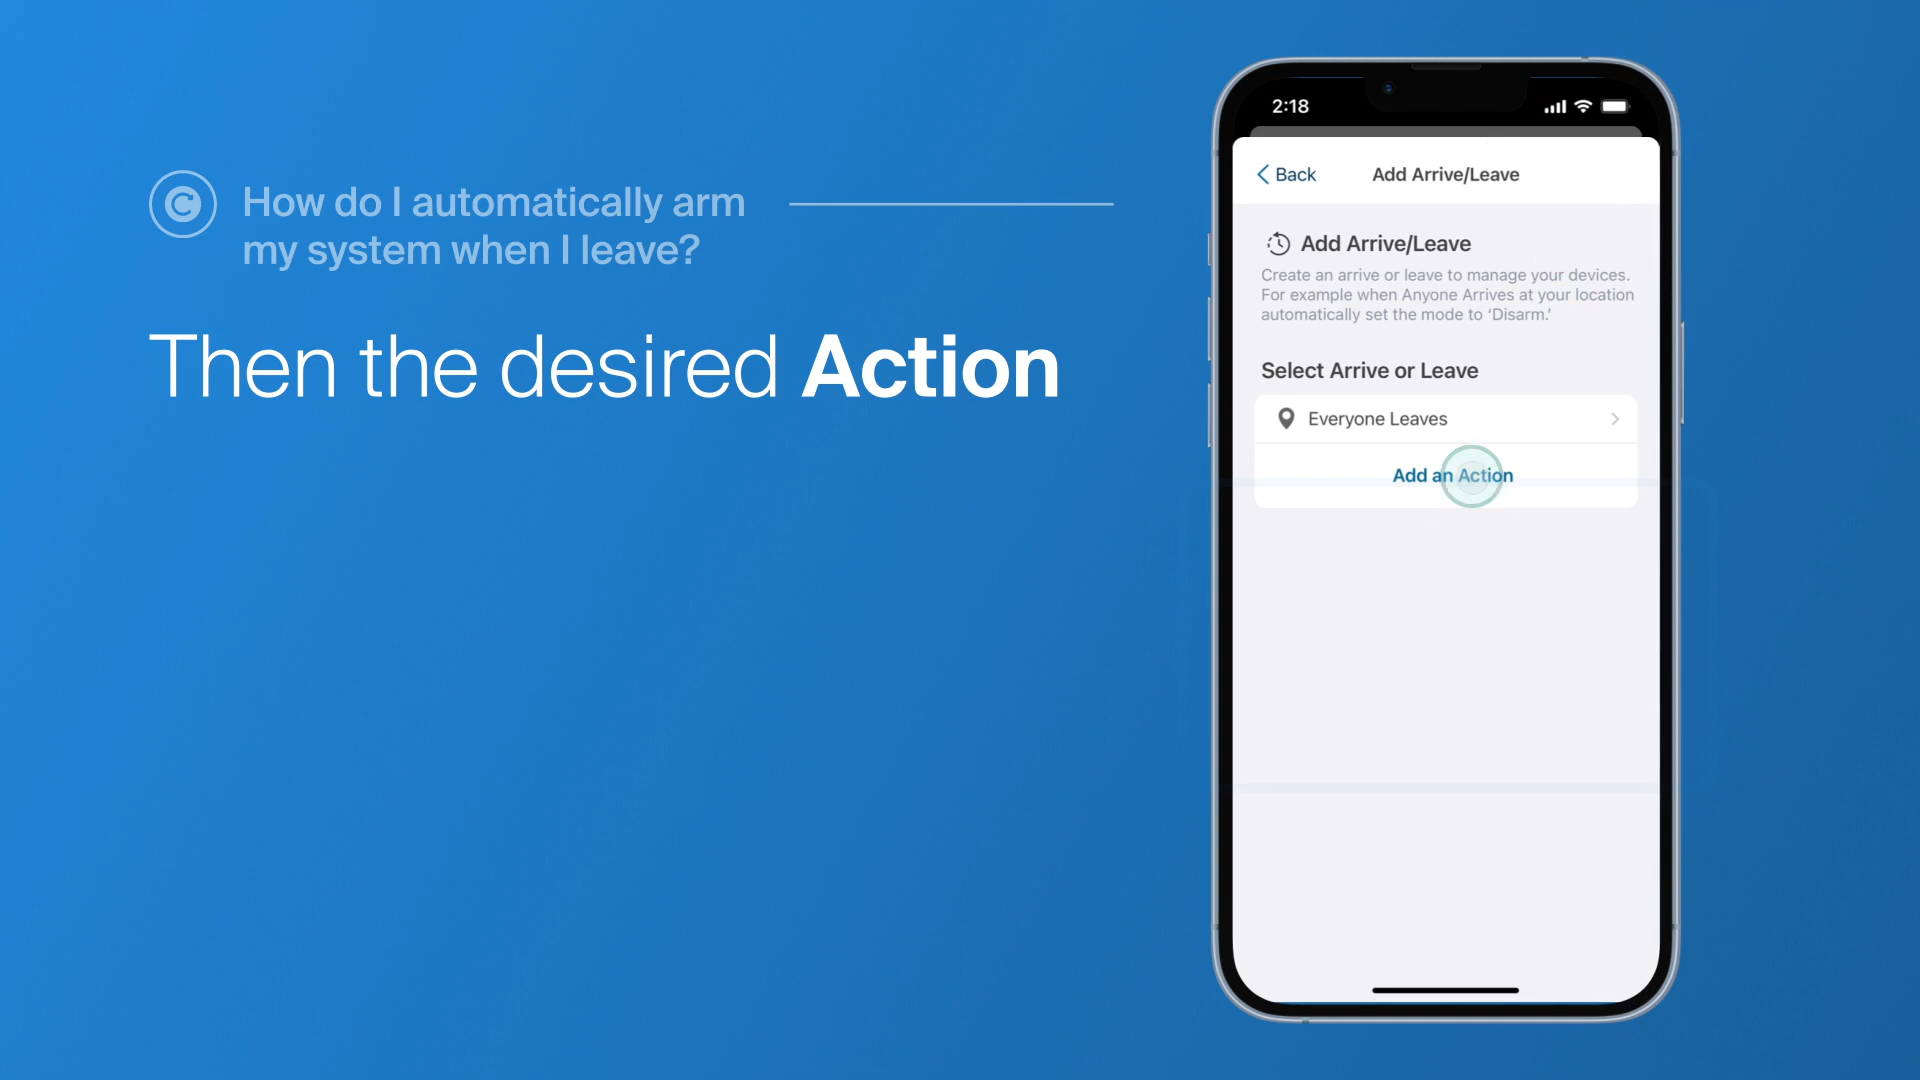 How do I automatically arm
my system when I leave?
Then the desired Action
2:18
Back
Add Arrive/Leave
Add Arrive/Leave
Create an arrive or leave to manage your devices.
For example when Anyone Arrives at your location
automatically set the mode to ‘Disarm.’
Select Arrive or Leave
Everyone Leaves
Add an Action